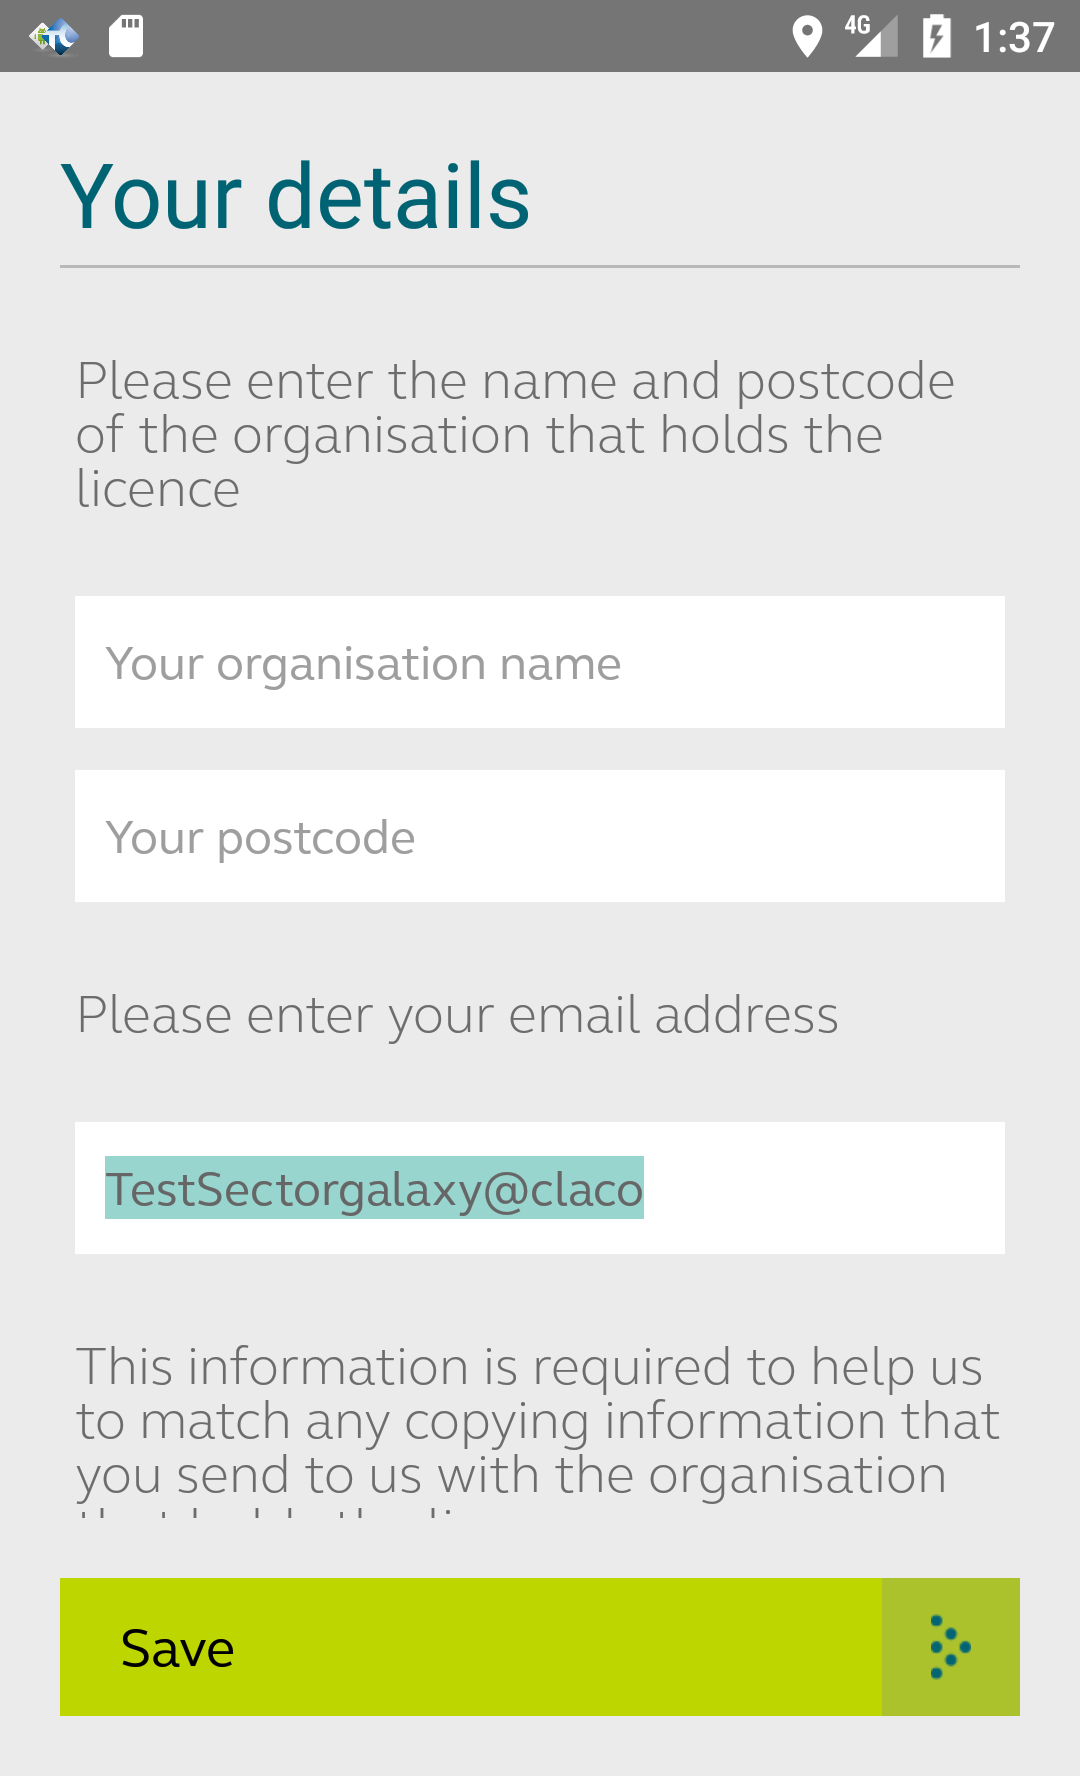 4G 1:37
Your details
Please enter the name and postcode
of the organisation that holds the
licence
Your organisation name
Your postcode
Please enter your email address
TestSectorgalaxy@claco
This information is required to help us
to match any copying information that
you send to us with the organisation
Save